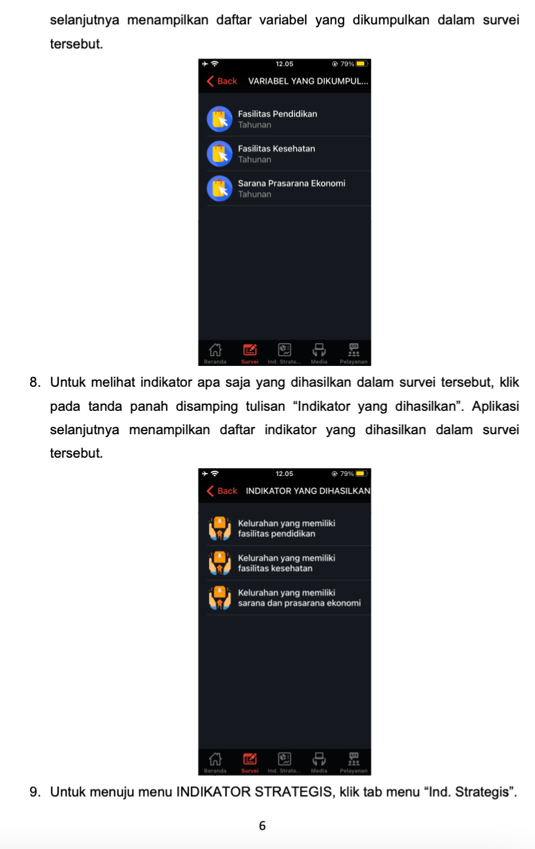 selanjutnya menampilkan daftar variabel yang dikumpulkan dalam survei
tersebut.
12.05
79%
Back VARIABEL YANG DIKUMPUL...
Fasilitas Pendidikan
Tahunan
Fasilitas Kesehatan
Tahunan
Sarana Prasarana Ekonomi
Tahunan
Beranda Survei Ind. Strate... Media Pelayanan
8. Untuk melihat indikator apa saja yang dihasilkan dalam survei tersebut, klik
pada tanda panah disamping tulisan “Indikator yang dihasilkan”. Aplikasi
selanjutnya menampilkan daftar indikator yang dihasilkan dalam survei
tersebut.
12.05
79%
Back INDIKATOR YANG DIHASILKAN
Kelurahan yang memiliki
fasilitas pendidikan
Kelurahan yang memiliki
fasilitas kesehatan
Kelurahan yang memiliki
sarana dan prasarana ekonomi
Beranda Survei Ind. Strate... Media Pelayanan
9. Untuk menuju menu INDIKATOR STRATEGIS, klik tab menu “Ind. Strategis”.
6